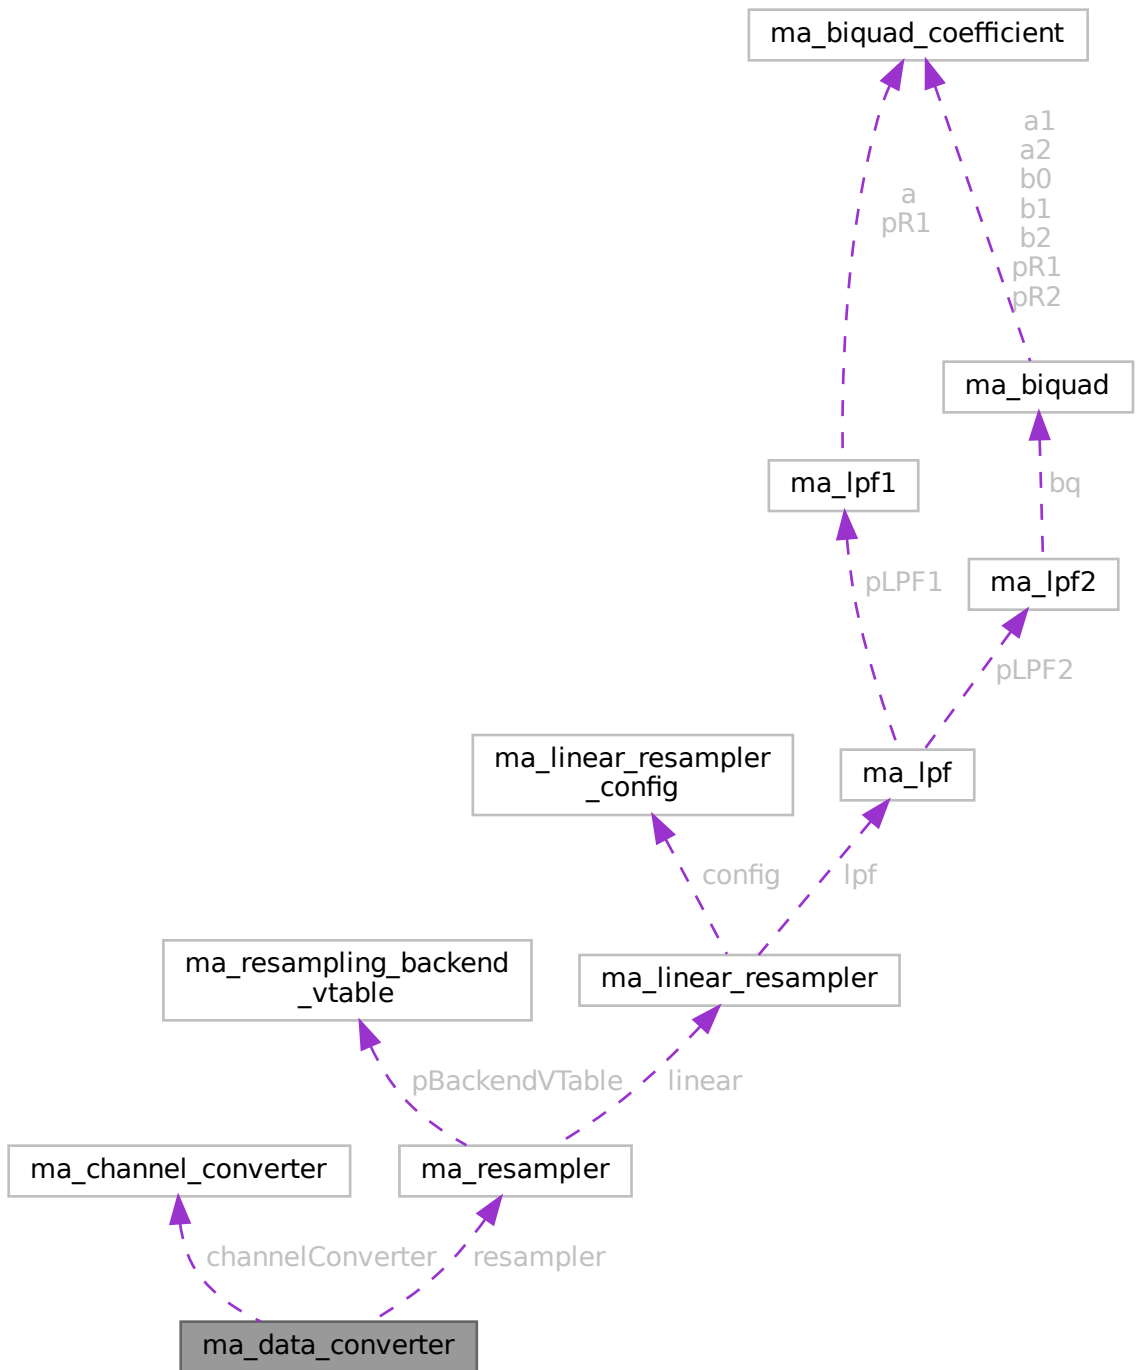 ma_biquad_coefficient
a1
a2
b0
b1
b2
pR1
pR2
a
pR1
ma_biquad
ma_lpf1
bq
ma_lpf2
pLPF1
pLPF2
ma_linear_resampler
_config
ma_lpf
config
lpf
ma_resampling_backend
_vtable
ma_linear_resampler
pBackendVTable
linear
ma_channel_converter
ma_resampler
channelConverter
resampler
ma_data_converter